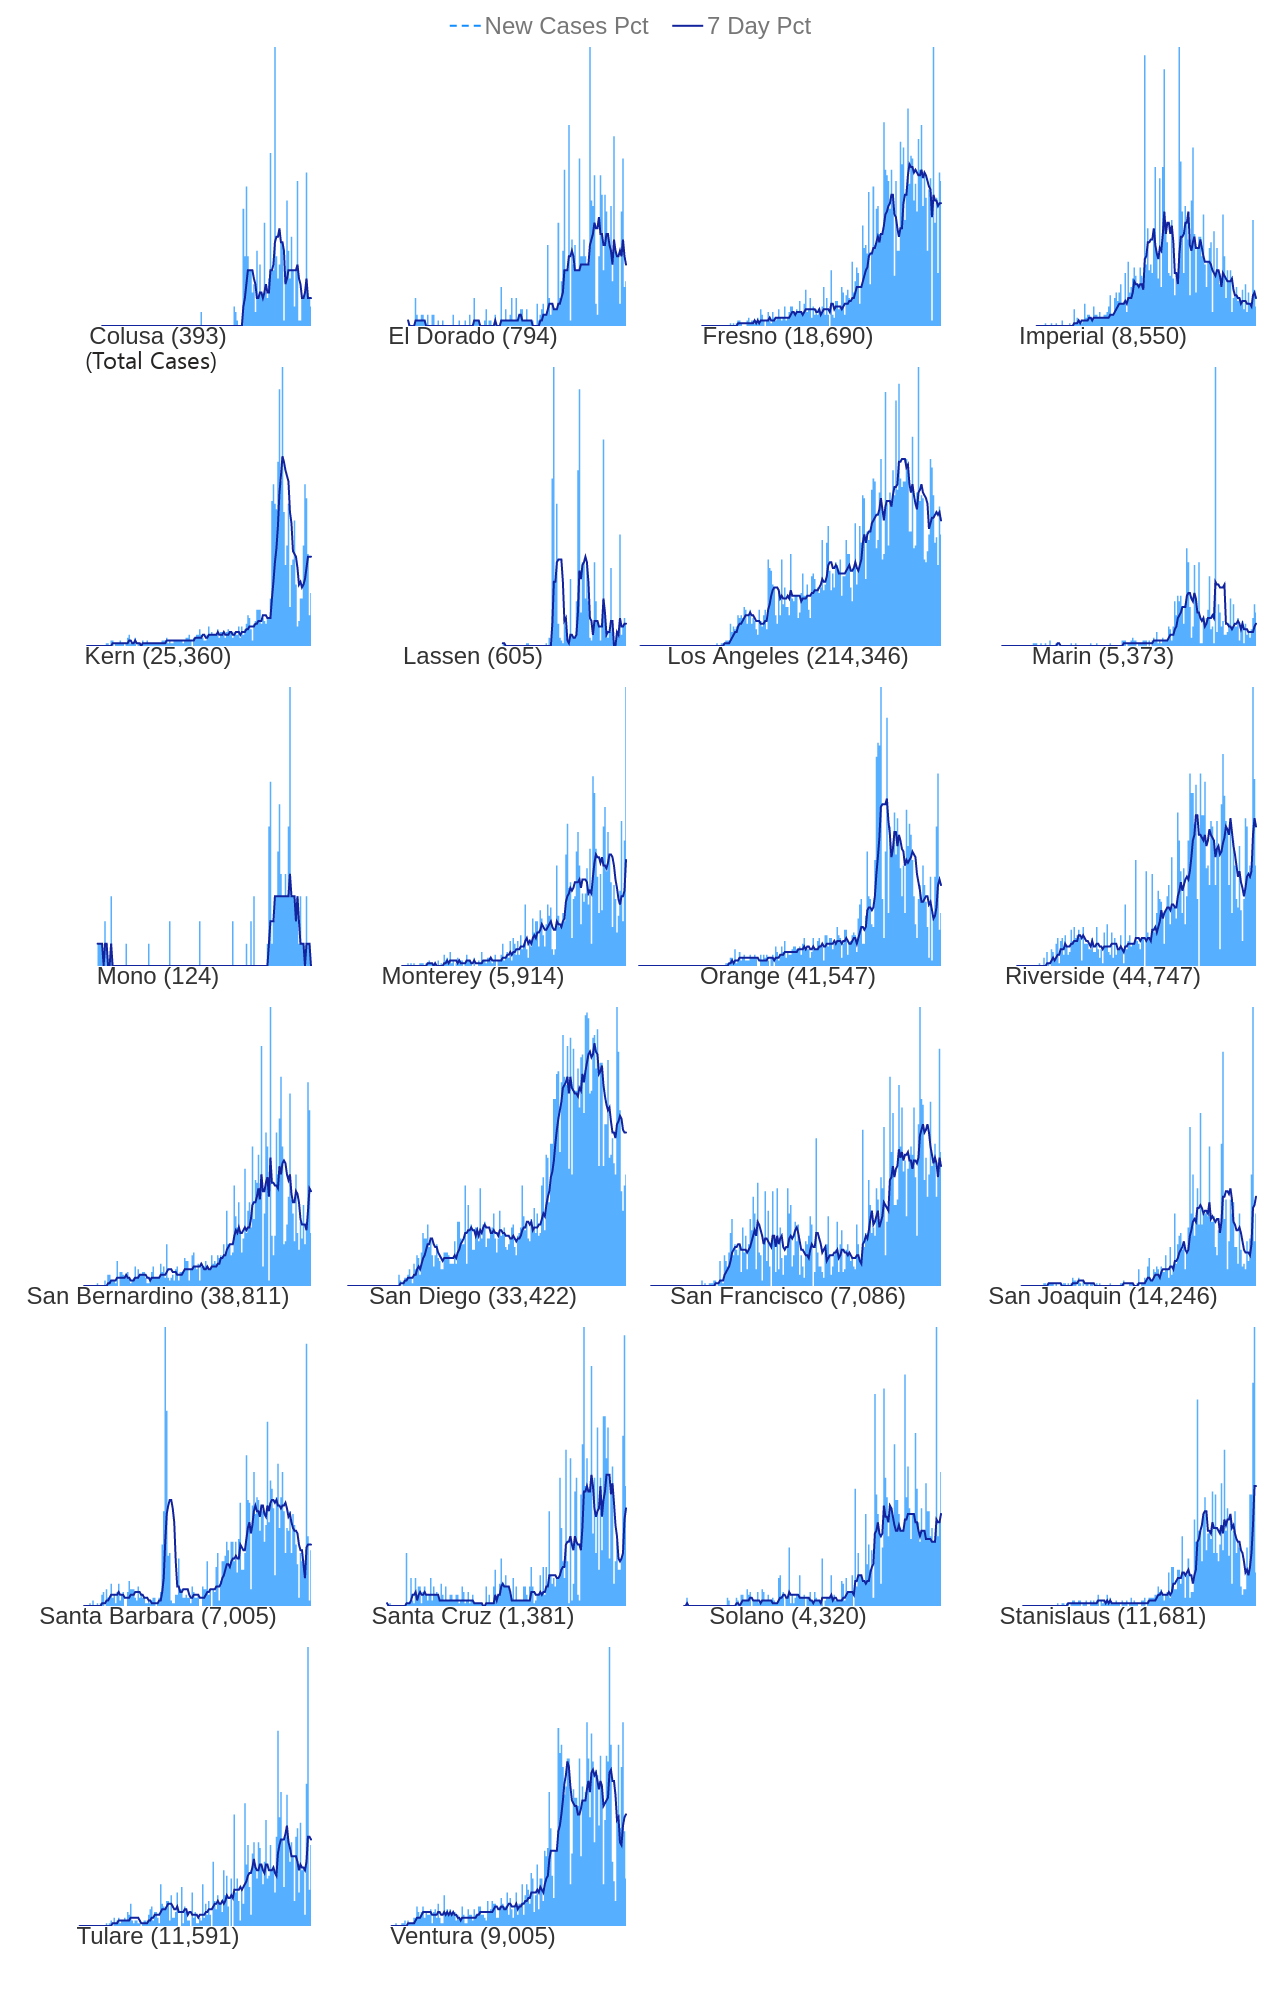 New Cases Pct 7 Day Pct
Colusa (393) El Dorado (794) Fresno (18,690) Imperial (8,550)
(Total Cases)
Kern (25,360) Lassen (605) Los Angeles (214,346) Marin (5,373)
Mono (124) Monterey (5,914) Orange (41,547) Riverside (44,747)
San Bernardino (38,811) San Diego (33,422) San Francisco (7,086) San Joaquin (14,246)
Santa Barbara (7,005) Santa Cruz (1,381) Solano (4,320) Stanislaus (11,681)
Tulare (11,591) Ventura (9,005)